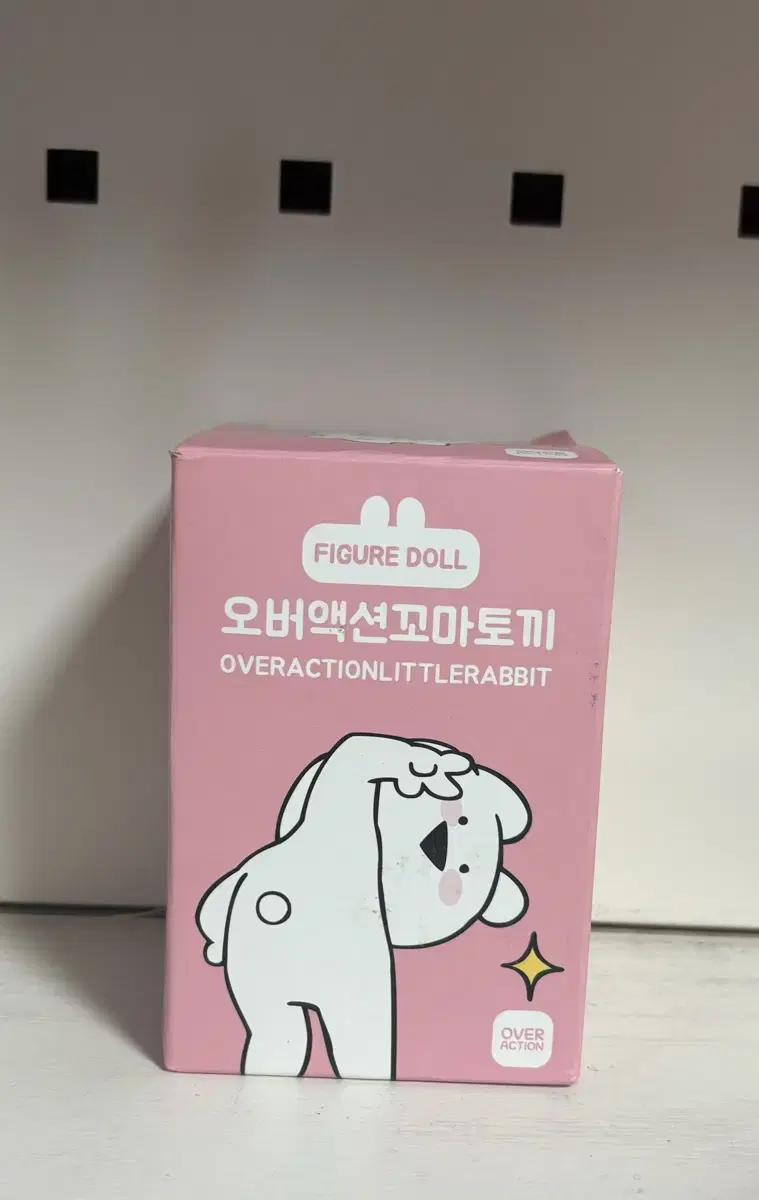 FIGURE DOLL
오버액션꼬마토끼
OVERACTIONLITTLERABBIT
OVER
ACTION